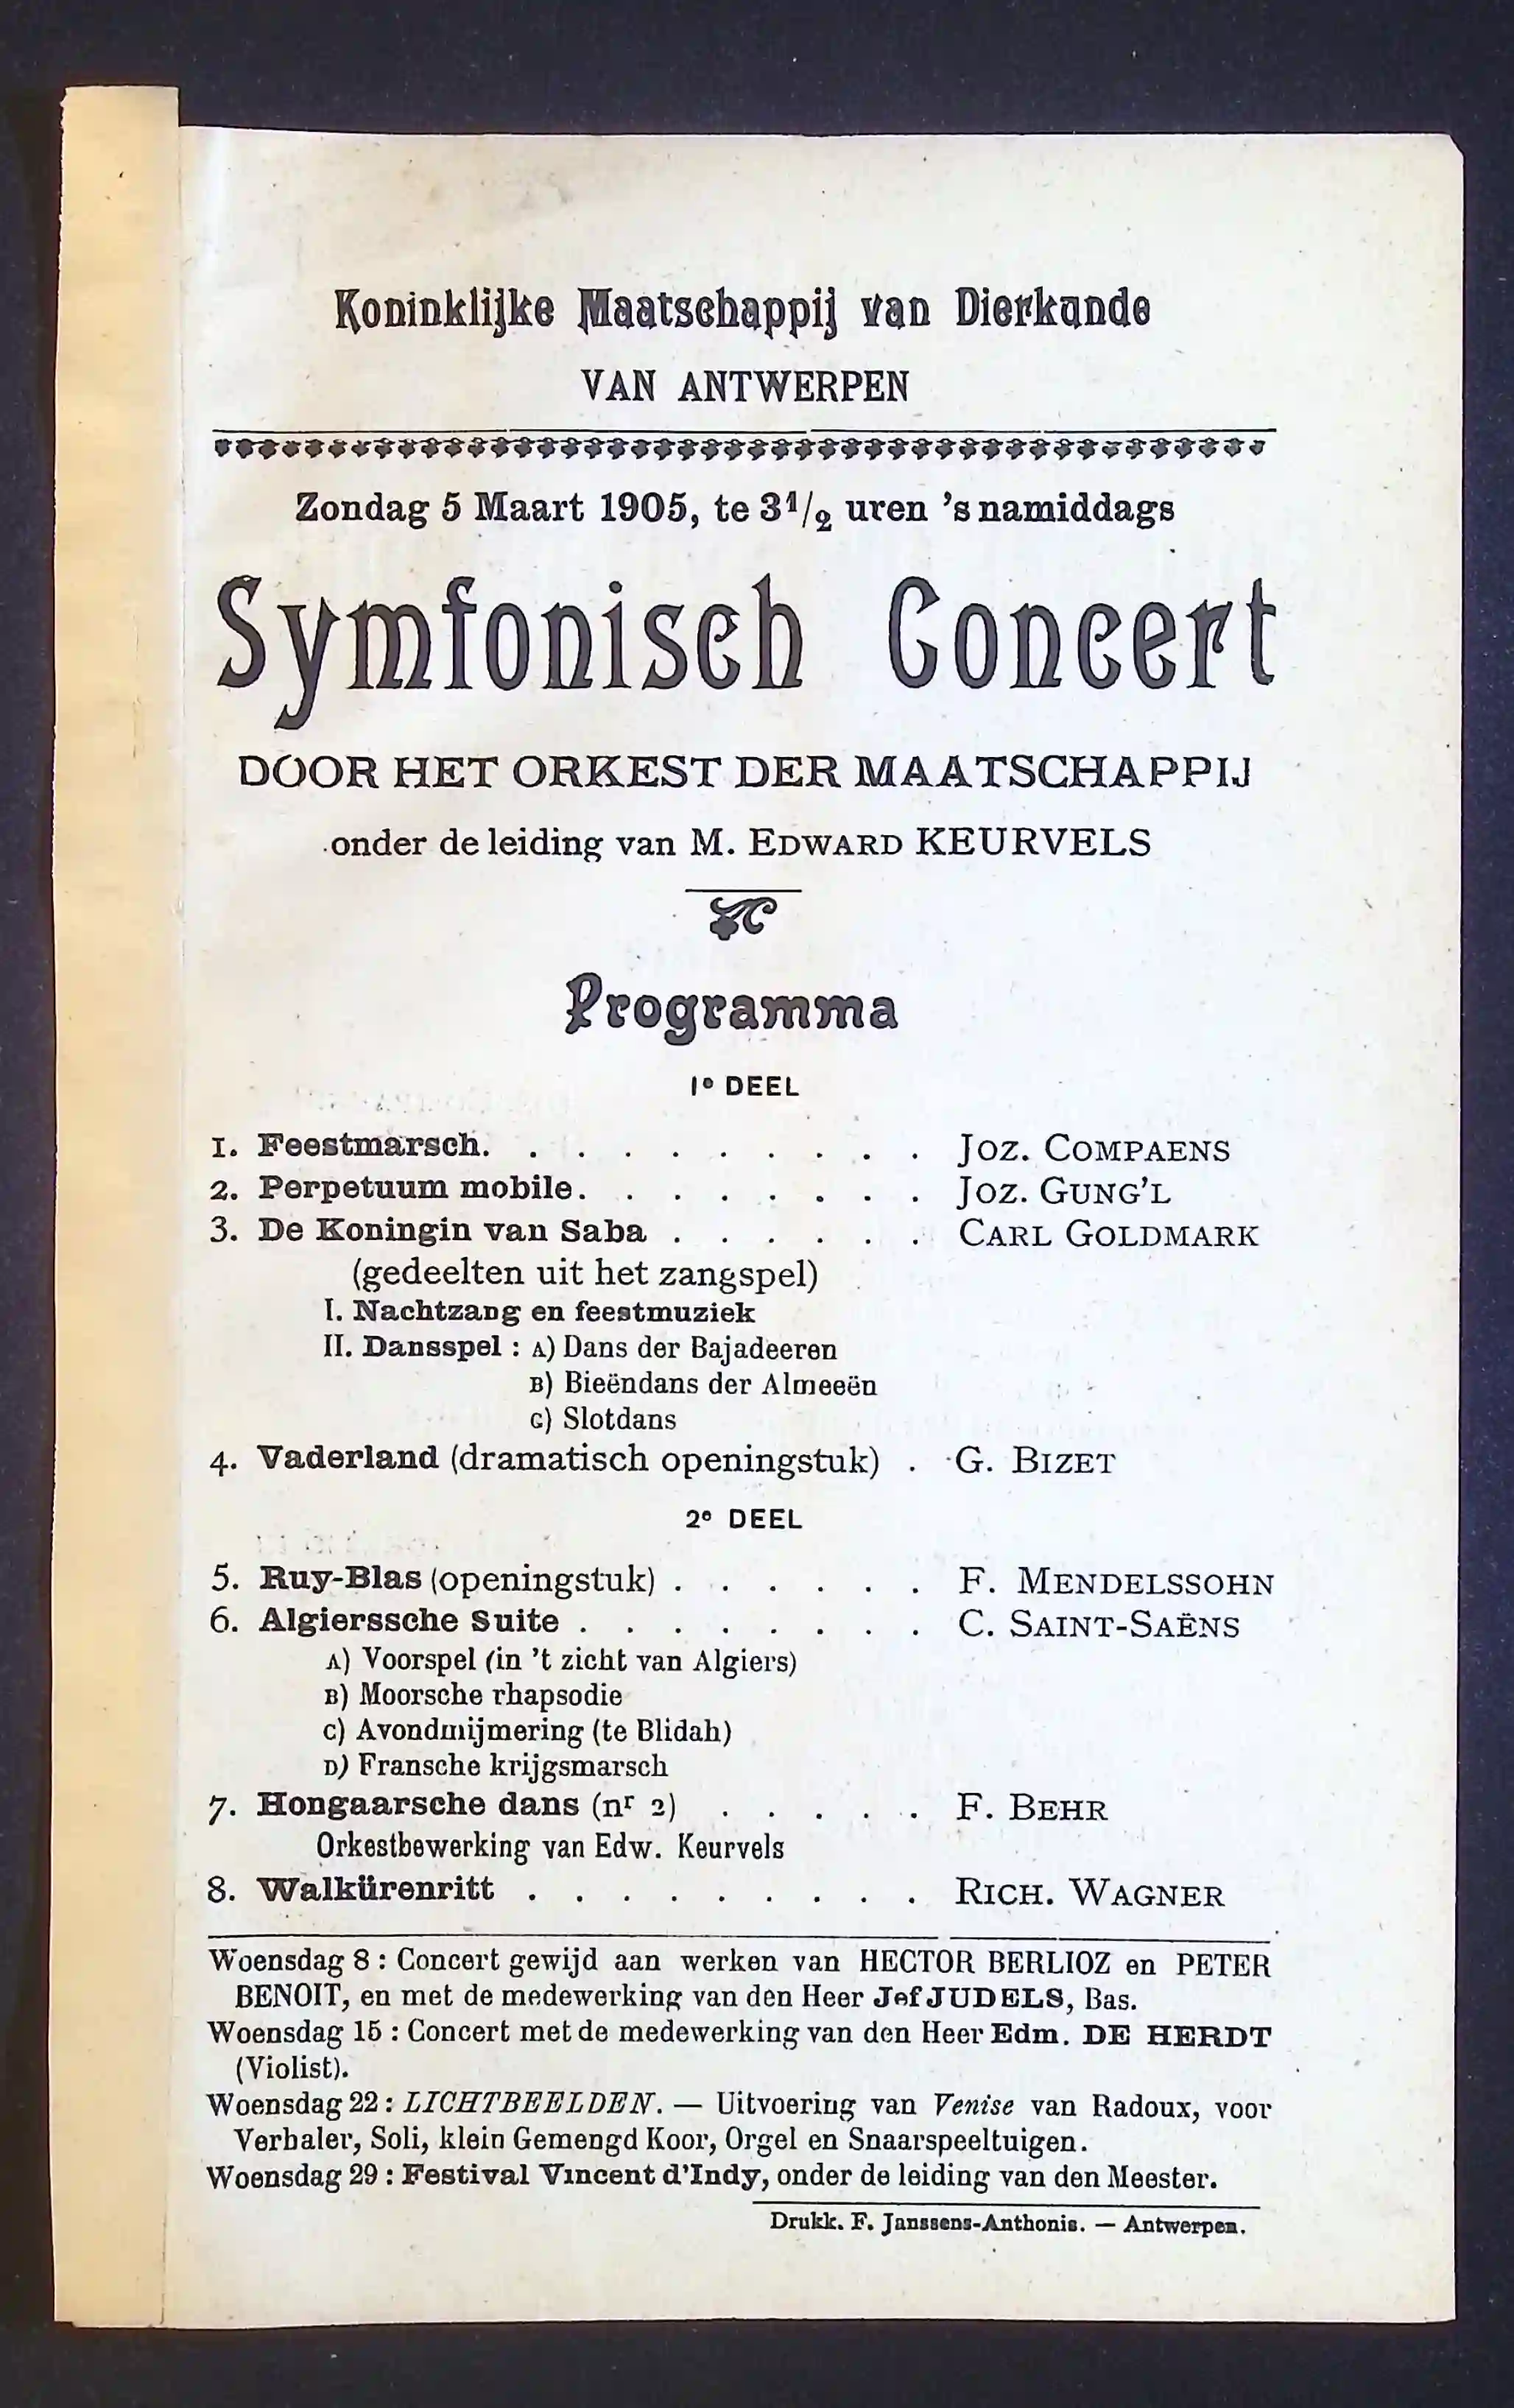 Koninklijke Maatschappij van Dierkunde
VAN ANTWERPEN
Zondag 5 Maart 1905, te 3 1/2 uren 's namiddags
Symfonisch Concert
DOOR HET ORKEST DER MAATSCHAPPIJ
onder de leiding van M. EDWARD KEURVELS
Programma
1e DEEL
1. Feestmarsch. . . . . . . . . . JOZ. COMPAENS
2. Perpetuum mobile. . . . . . . . JOZ. GUNG'L
3. De Koningin van Saba . . . . . . CARL GOLDMARK
(gedeelten uit het zangspel)
I. Nachtzang en feestmuziek
II. Dansspel : A) Dans der Bajadeeren
B) Bieëndans der Almeeën
C) Slotdans
4. Vaderland (dramatisch openingstuk) . G. BIZET
2e DEEL
5. Ruy-Blas (openingstuk) . . . . . . F. MENDELSSOHN
6. Algierssche Suite . . . . . . . . C. SAINT-SAËNS
A) Voorspel (in 't zicht van Algiers)
B) Moorsche rhapsodie
C) Avondmijmering (te Blidah)
D) Fransche krijgsmarsch
7. Hongaarsche dans (nr 2) . . . . . F. BEHR
Orkestbewerking van Edw. Keurvels
8. Walkürenritt . . . . . . . . . RICH. WAGNER
Woensdag 8 : Concert gewijd aan werken van HECTOR BERLIOZ en PETER
BENOIT, en met de medewerking van den Heer Jef JUDELS, Bas.
Woensdag 15 : Concert met de medewerking van den Heer Edm. DE HERDT
(Violist).
Woensdag 22 : LICHTBEELDEN. — Uitvoering van Venise van Radoux, voor
Verhaler, Soli, klein Gemengd Koor, Orgel en Snaarspeeltuigen.
Woensdag 29 : Festival Vincent d'Indy, onder de leiding van den Meester.
Drukk. F. Janssens-Anthonis. — Antwerpen.